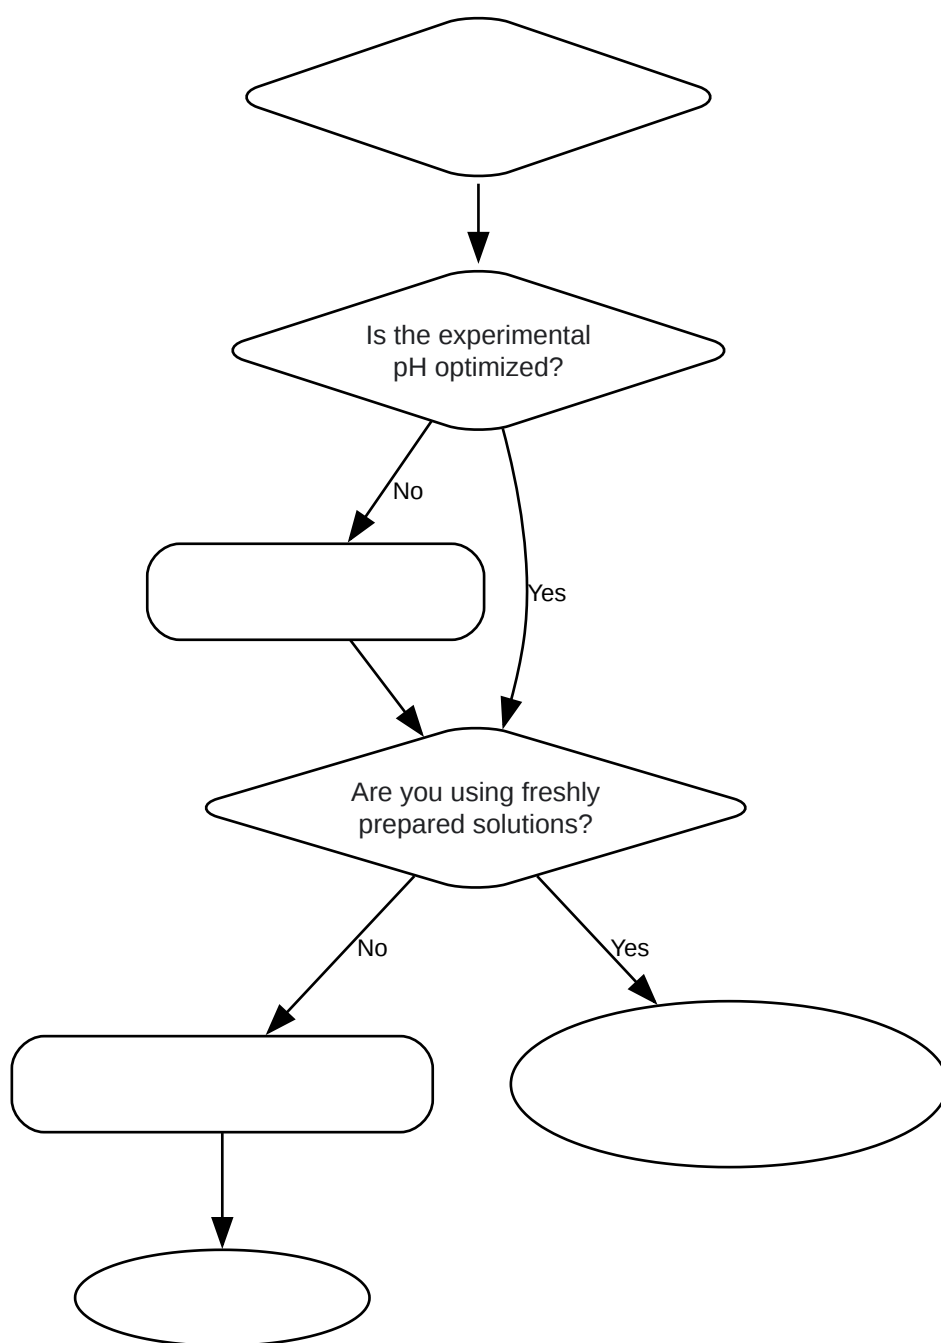 Is the experimental
pH optimized?
No
Yes
Are you using freshly
prepared solutions?
No
Yes